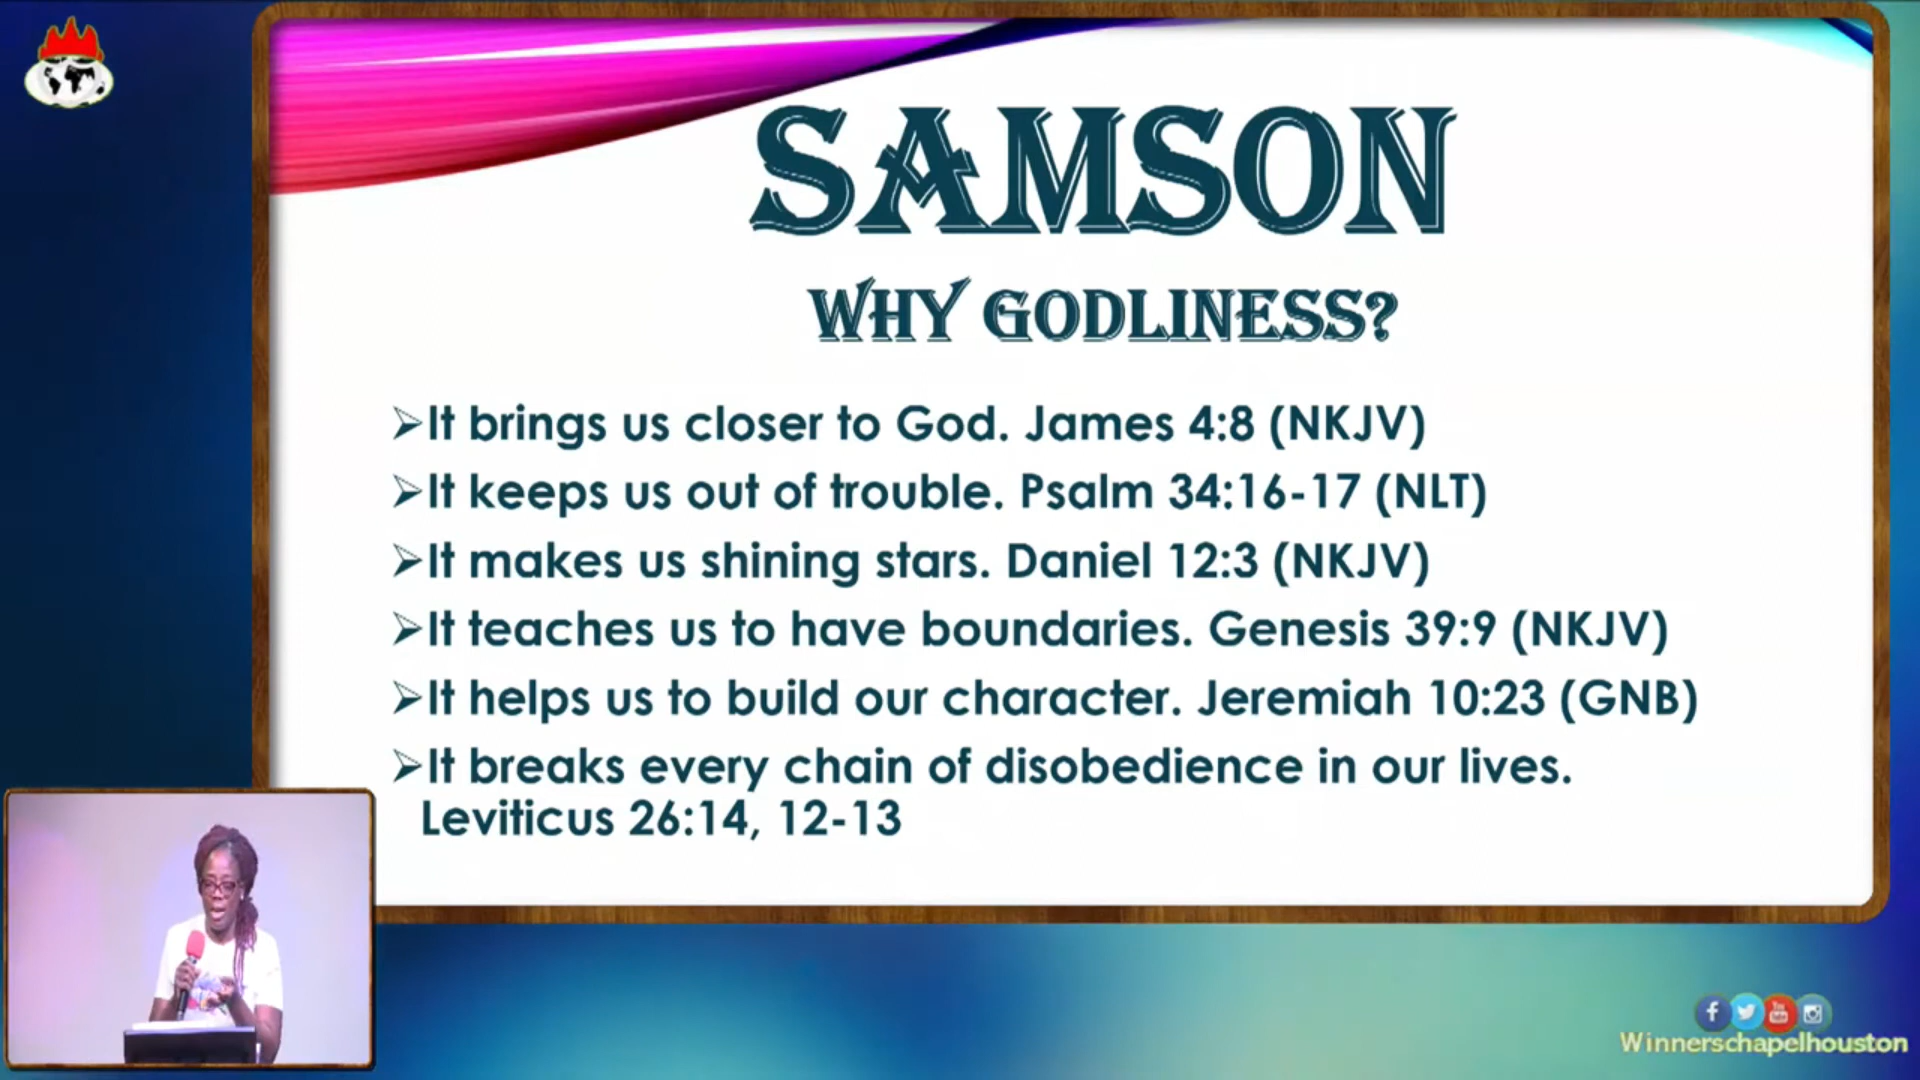 SAMSON
WHY GODLINESS?
➢It brings us closer to God. James 4:8 (NKJV)
➢It keeps us out of trouble. Psalm 34:16-17 (NLT)
➢It makes us shining stars. Daniel 12:3 (NKJV)
➢It teaches us to have boundaries. Genesis 39:9 (NKJV)
➢It helps us to build our character. Jeremiah 10:23 (GNB)
➢It breaks every chain of disobedience in our lives.
Leviticus 26:14, 12-13
Winnerschapelhouston